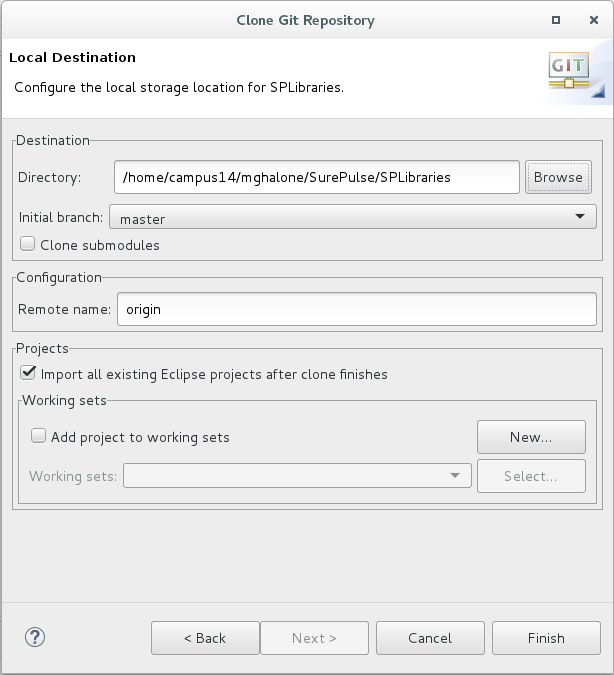 Clone Git Repository
Local Destination
Configure the local storage location for SPLibraries.
GIT
Destination
Directory: /home/campus14/mghalone/SurePulse/SPLibraries Browse
Initial branch: master
Clone submodules
Configuration
Remote name: origin
Projects
Import all existing Eclipse projects after clone finishes
Working sets
Add project to working sets New...
Working sets: Select...
? < Back Next > Cancel Finish